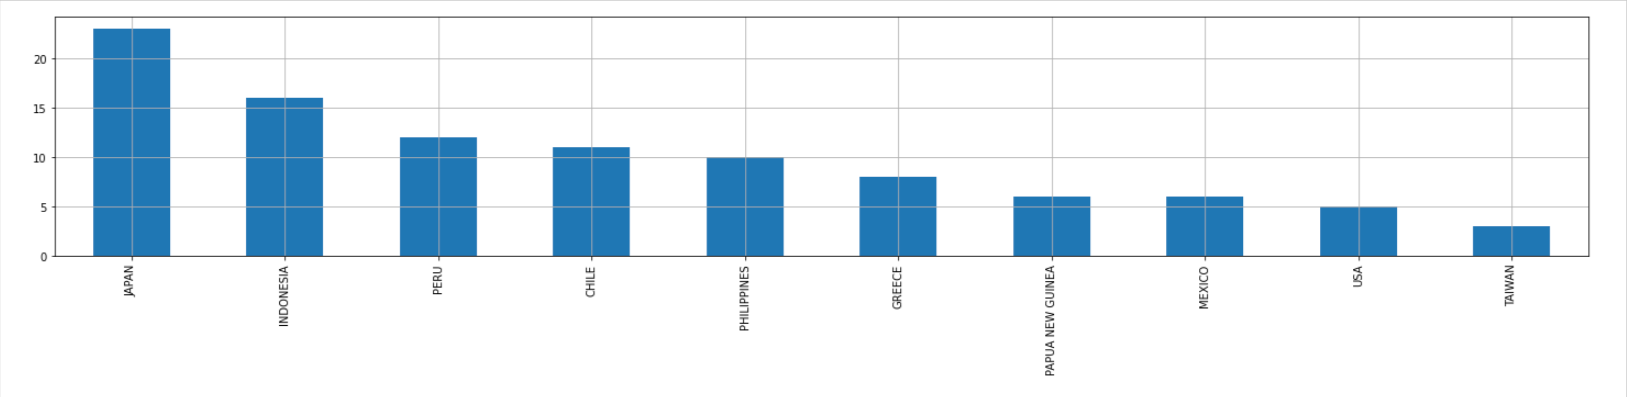 20
15
10
5
0
JAPAN
INDONESIA
PERU
CHILE
PHILIPPINES
GREECE
PAPUA NEW GUINEA
MEXICO
USA
TAIWAN